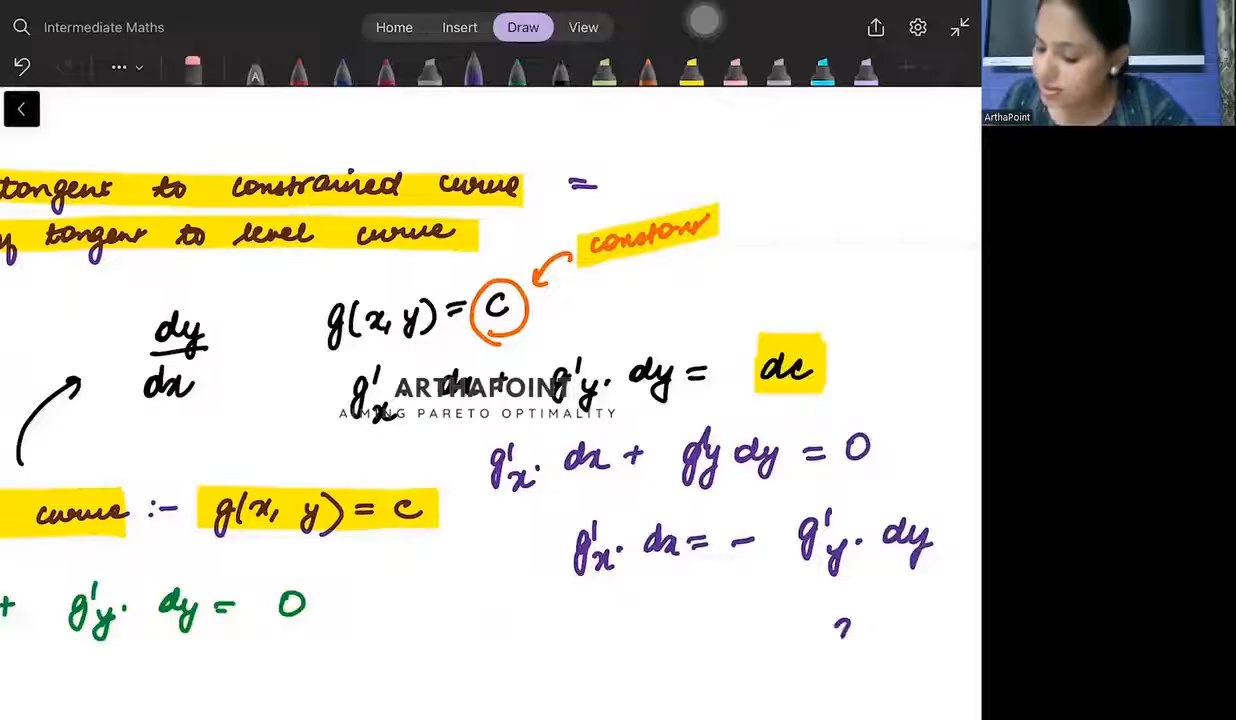 Intermediate Maths
Home Insert Draw View
ArthaPoint
tangent to constrained curve =
of tangent to level curve
constant
dy
dx
g(x, y) = c
g'x · dx + g'y · dy = dc
ARTHAPOINT
AIMING PARETO OPTIMALITY
g'x · dx + g'y dy = 0
curve :- g(x, y) = c
g'x · dx = - g'y · dy
+ g'y · dy = 0